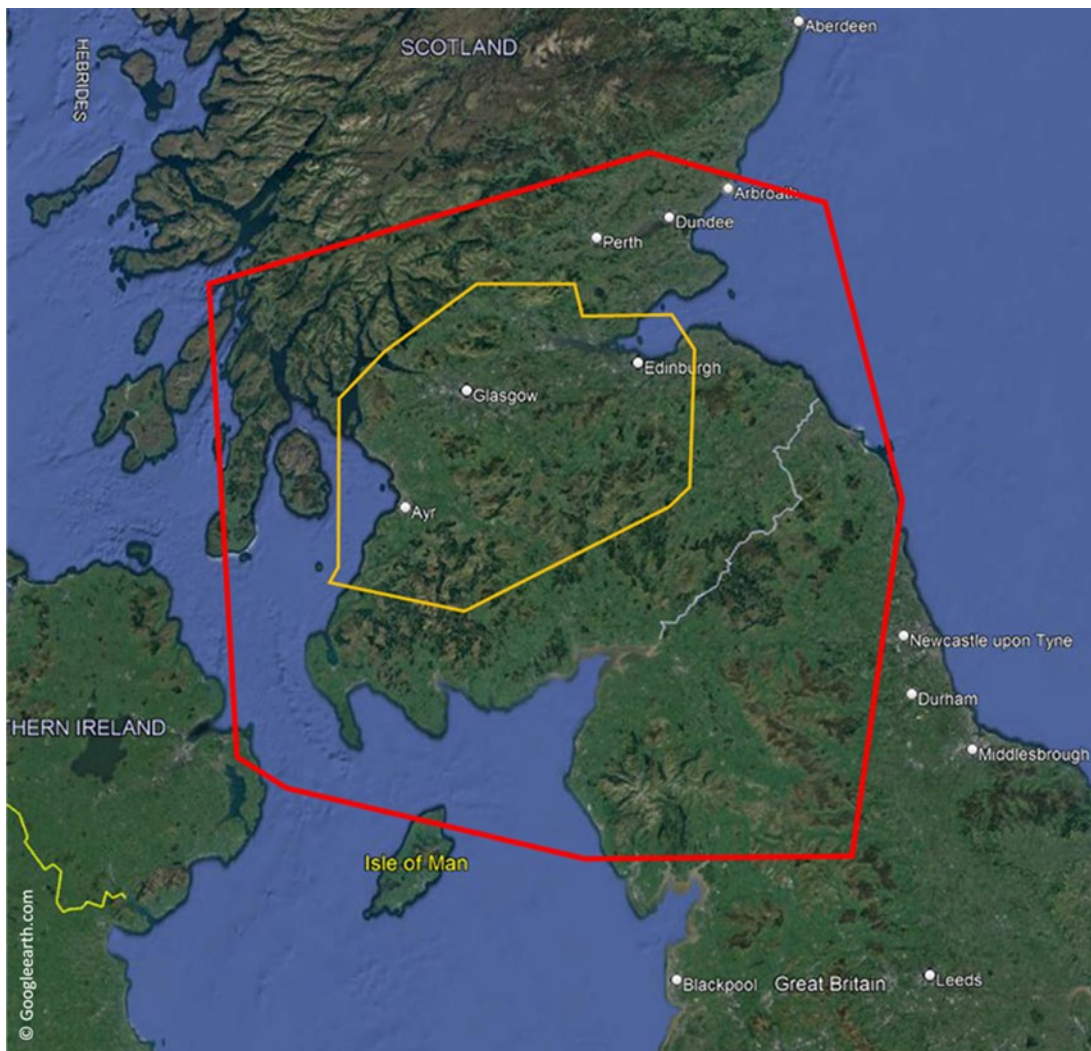 Aberdeen
SCOTLAND
HEBRIDES
Arbroath
Dundee
Perth
Edinburgh
Glasgow
Ayr
Newcastle upon Tyne
Durham
THERN IRELAND
Middlesbrough
Isle of Man
Blackpool
Great Britain
Leeds
© Googleearth.com